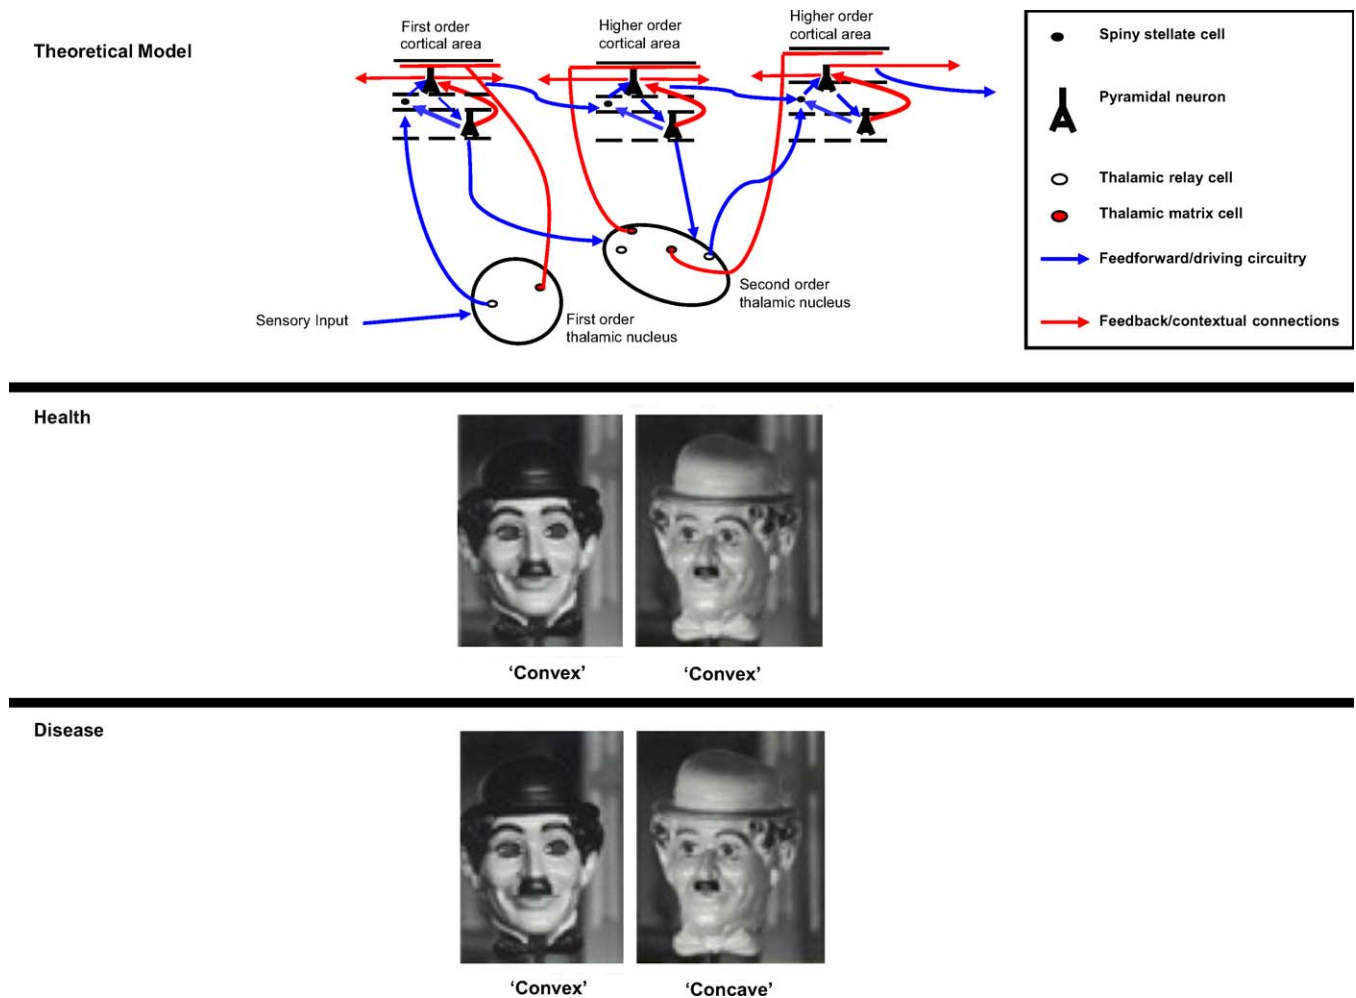 Theoretical Model
First order
cortical area
Higher order
cortical area
Higher order
cortical area
Sensory Input
First order
thalamic nucleus
Second order
thalamic nucleus
Spiny stellate cell
Pyramidal neuron
Thalamic relay cell
Thalamic matrix cell
Feedforward/driving circuitry
Feedback/contextual connections
Health
‘Convex’
‘Convex’
Disease
‘Convex’
‘Concave’